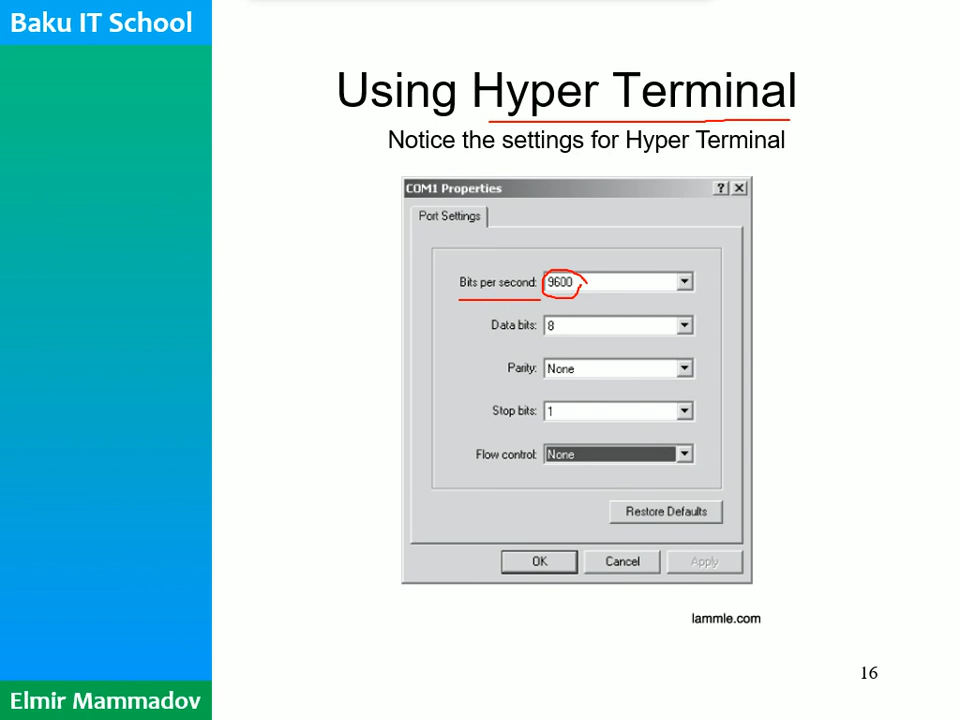 Baku IT School
Using Hyper Terminal
Notice the settings for Hyper Terminal
COM1 Properties
Port Settings
Bits per second: 9600
Data bits: 8
Parity: None
Stop bits: 1
Flow control: None
Restore Defaults
OK Cancel Apply
lammle.com
16
Elmir Mammadov